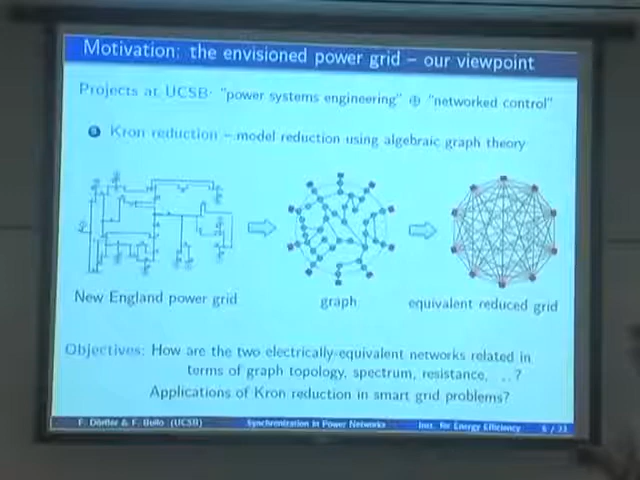 Motivation: the envisioned power grid – our viewpoint
Projects at UCSB: "power systems engineering" ⊕ "networked control"
Kron reduction – model reduction using algebraic graph theory
New England power grid
graph
equivalent reduced grid
Objectives: How are the two electrically-equivalent networks related in
terms of graph topology, spectrum, resistance, ...?
Applications of Kron reduction in smart grid problems?
F. Dörfler & F. Bullo (UCSB) Synchronization in Power Networks Inst. for Energy Efficiency